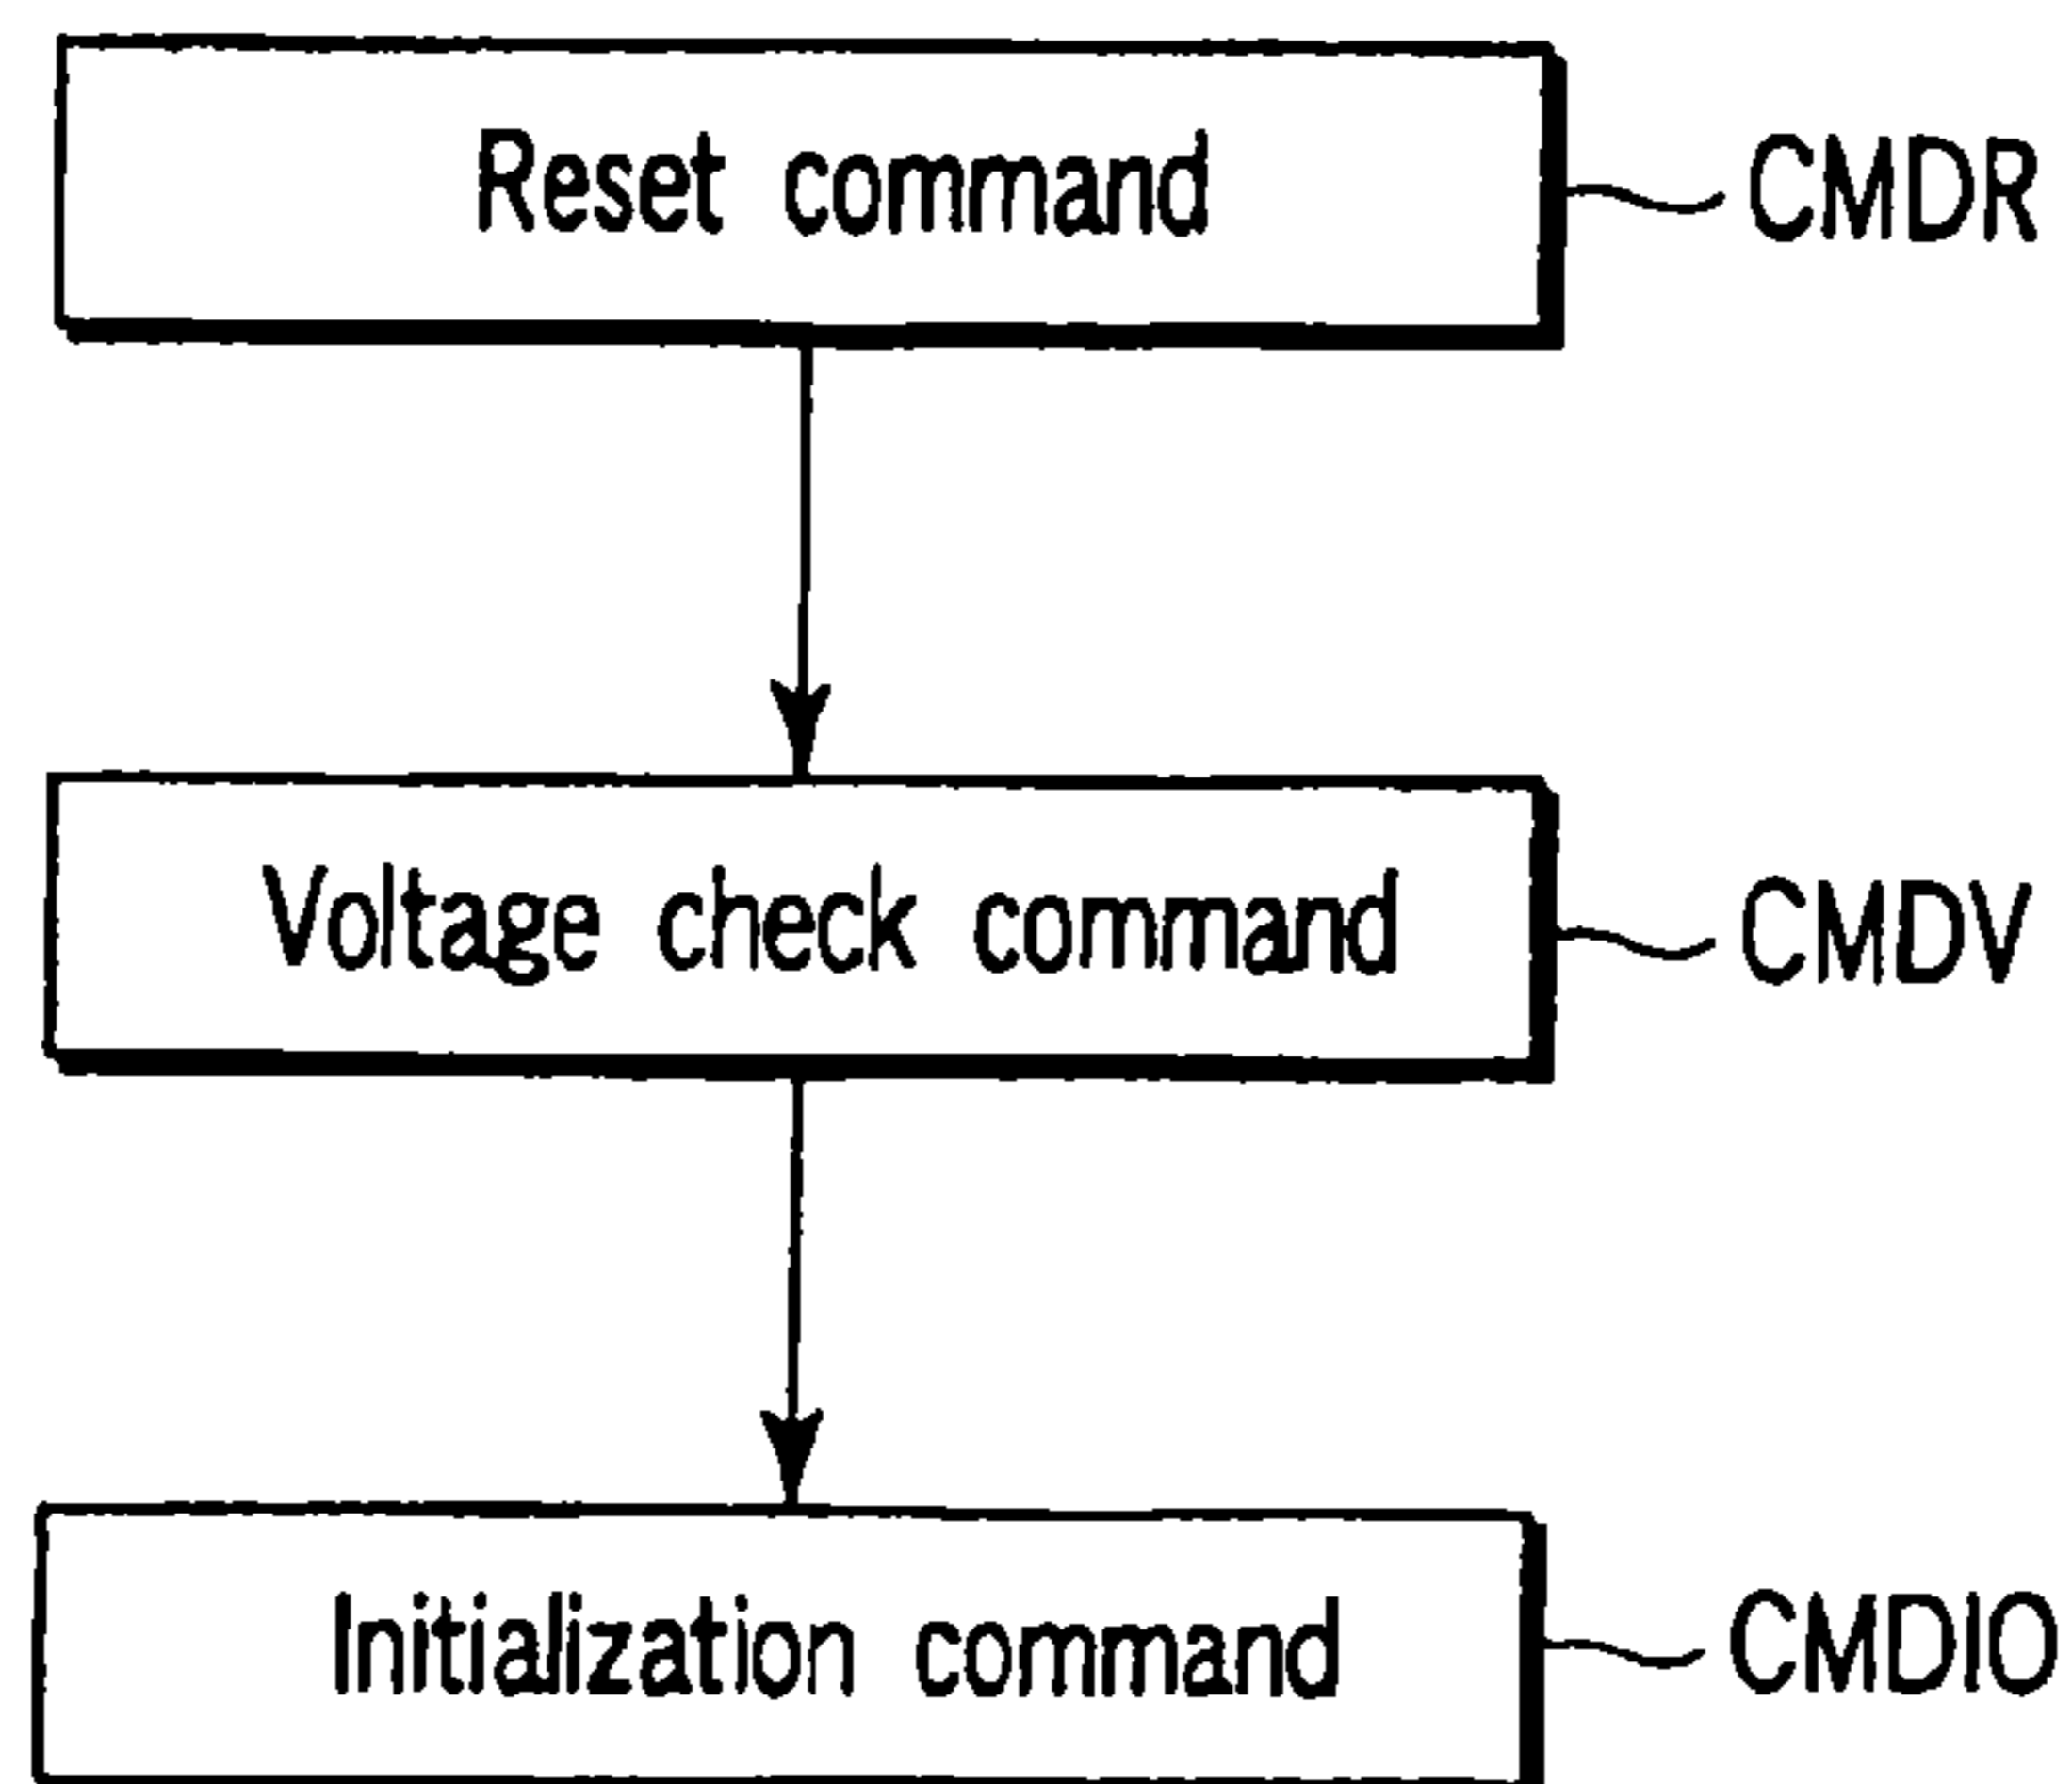 Reset command
CMDR
Voltage check command
CMDV
Initialization command
CMDIO